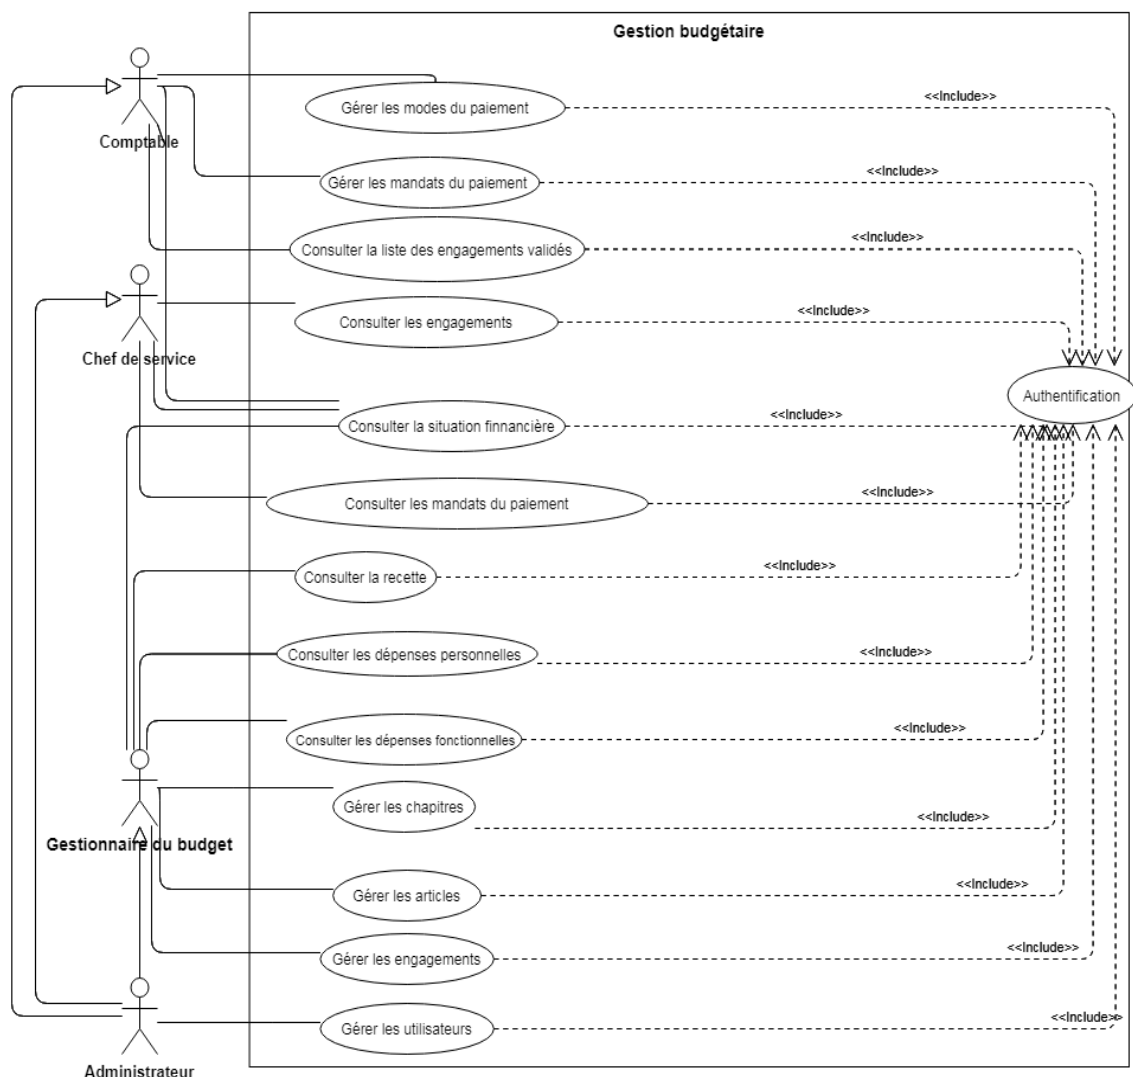 Gestion budgétaire
Comptable
Gérer les modes du paiement
<<Include>>
Gérer les mandats du paiement
<<Include>>
Consulter la liste des engagements validés
<<Include>>
Chef de service
Consulter les engagements
<<Include>>
Authentification
Consulter la situation finnancière
<<Include>>
Consulter les mandats du paiement
<<Include>>
Consulter la recette
<<Include>>
Consulter les dépenses personnelles
<<Include>>
Consulter les dépenses fonctionnelles
<<Include>>
Gérer les chapitres
<<Include>>
Gestionnaire du budget
Gérer les articles
<<Include>>
Gérer les engagements
<<Include>>
Gérer les utilisateurs
<<Include>>
Administrateur